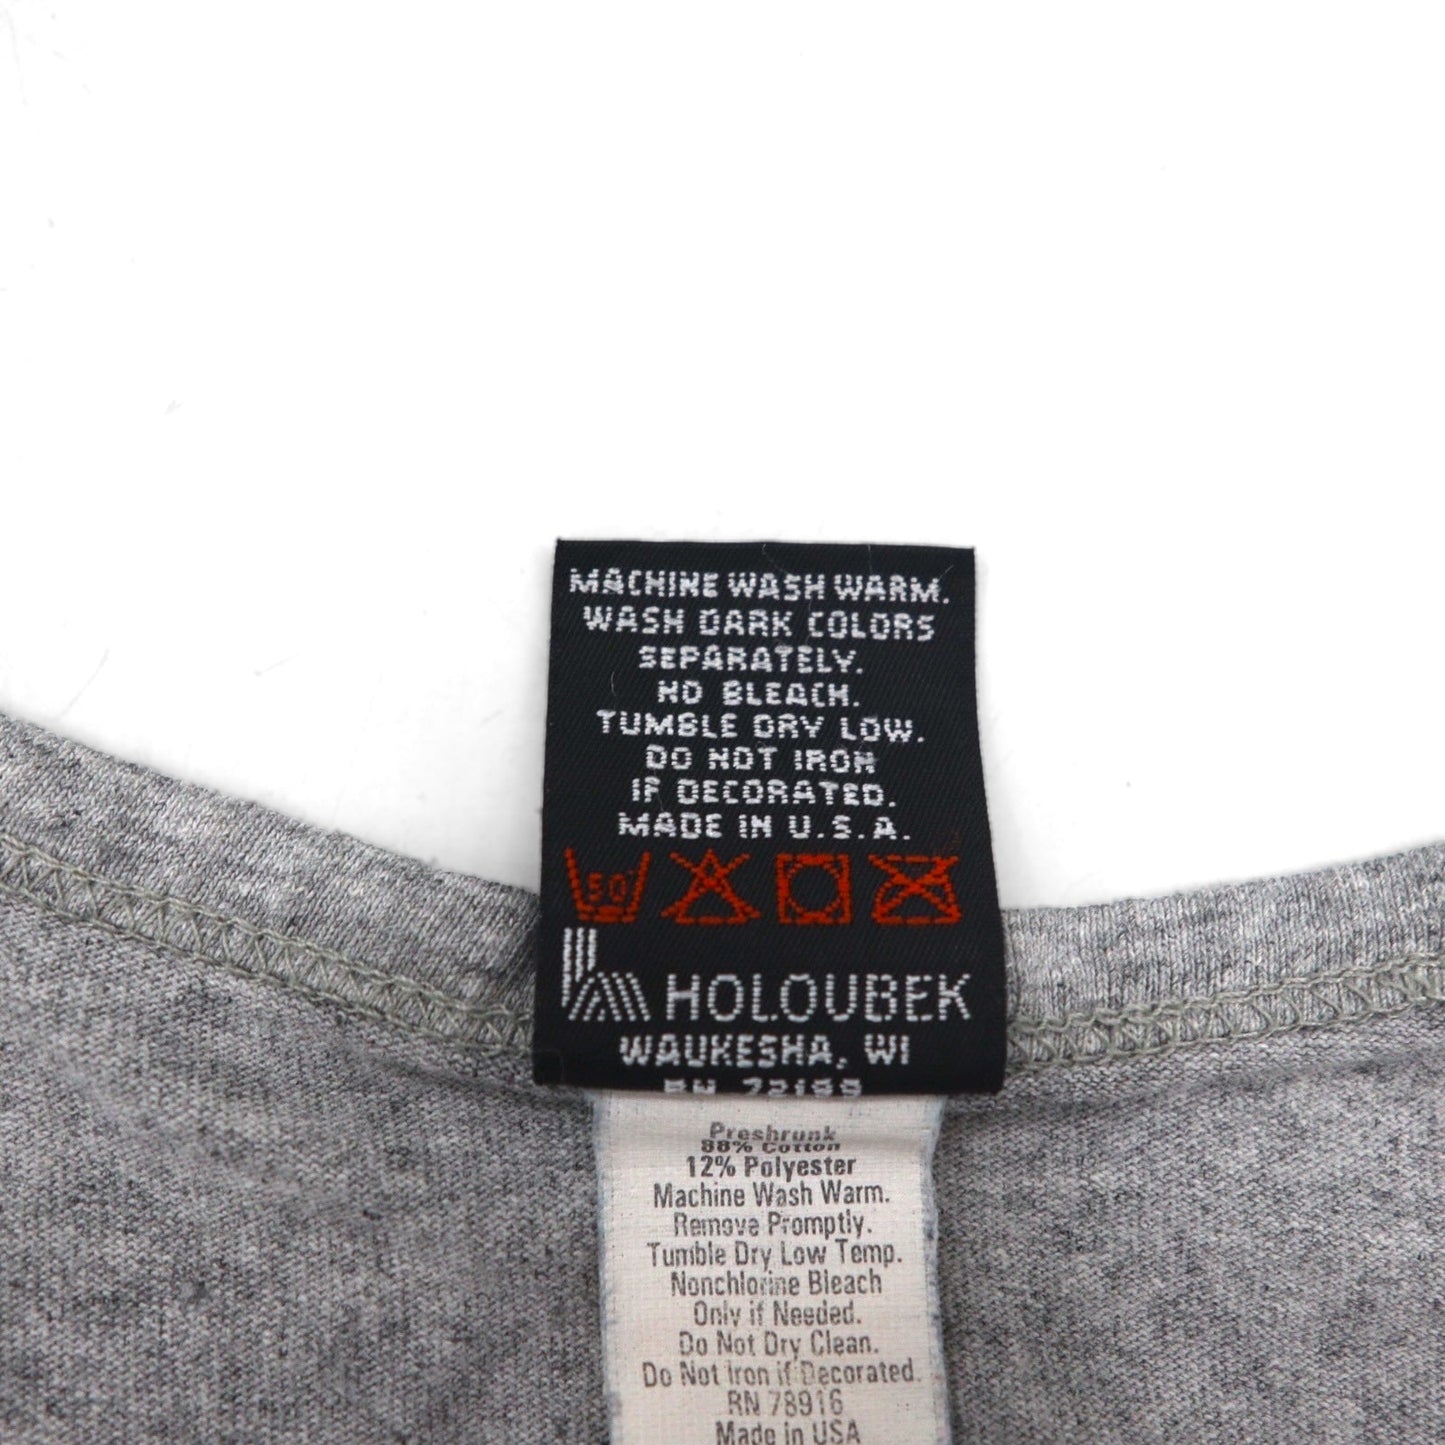 MACHINE WASH WARM.
WASH DARK COLORS
SEPARATELY.
NO BLEACH.
TUMBLE DRY LOW.
DO NOT IRON
IF DECORATED.
MADE IN U.S.A.
50
HOLOUBEK
WAUKESHA, WI
RN 72199
Preshrunk
88% Cotton
12% Polyester
Machine Wash Warm.
Remove Promptly.
Tumble Dry Low Temp.
Nonchlorine Bleach
Only if Needed.
Do Not Dry Clean.
Do Not Iron if Decorated.
RN 78916
Made in USA